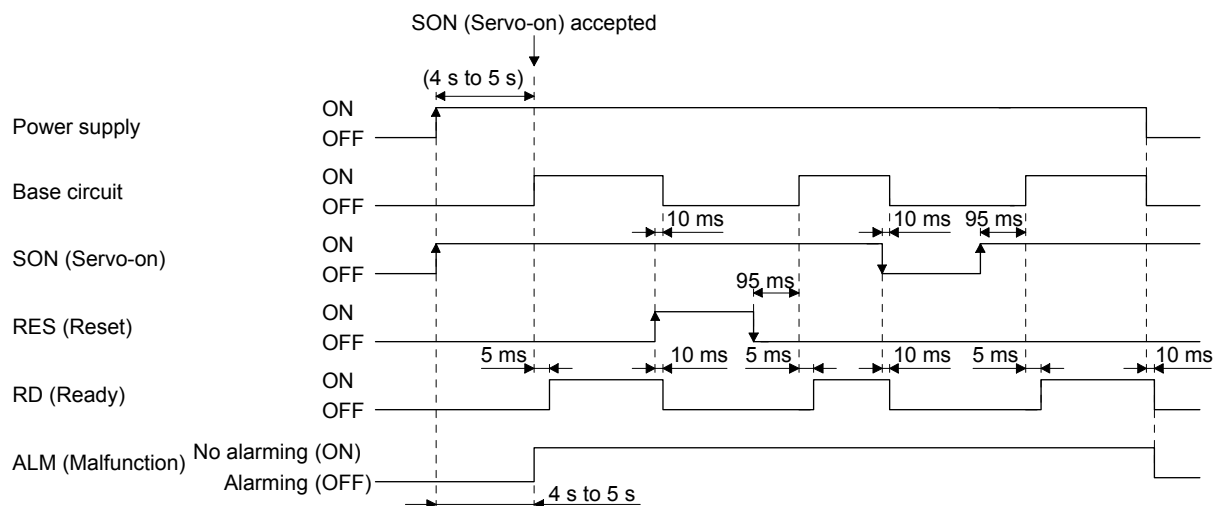 SON (Servo-on) accepted
(4 s to 5 s)
Power supply
ON
OFF
Base circuit
ON
OFF
10 ms
10 ms
95 ms
SON (Servo-on)
ON
OFF
95 ms
RES (Reset)
ON
OFF
5 ms
10 ms
5 ms
10 ms
5 ms
10 ms
RD (Ready)
ON
OFF
ALM (Malfunction)
No alarming (ON)
Alarming (OFF)
4 s to 5 s